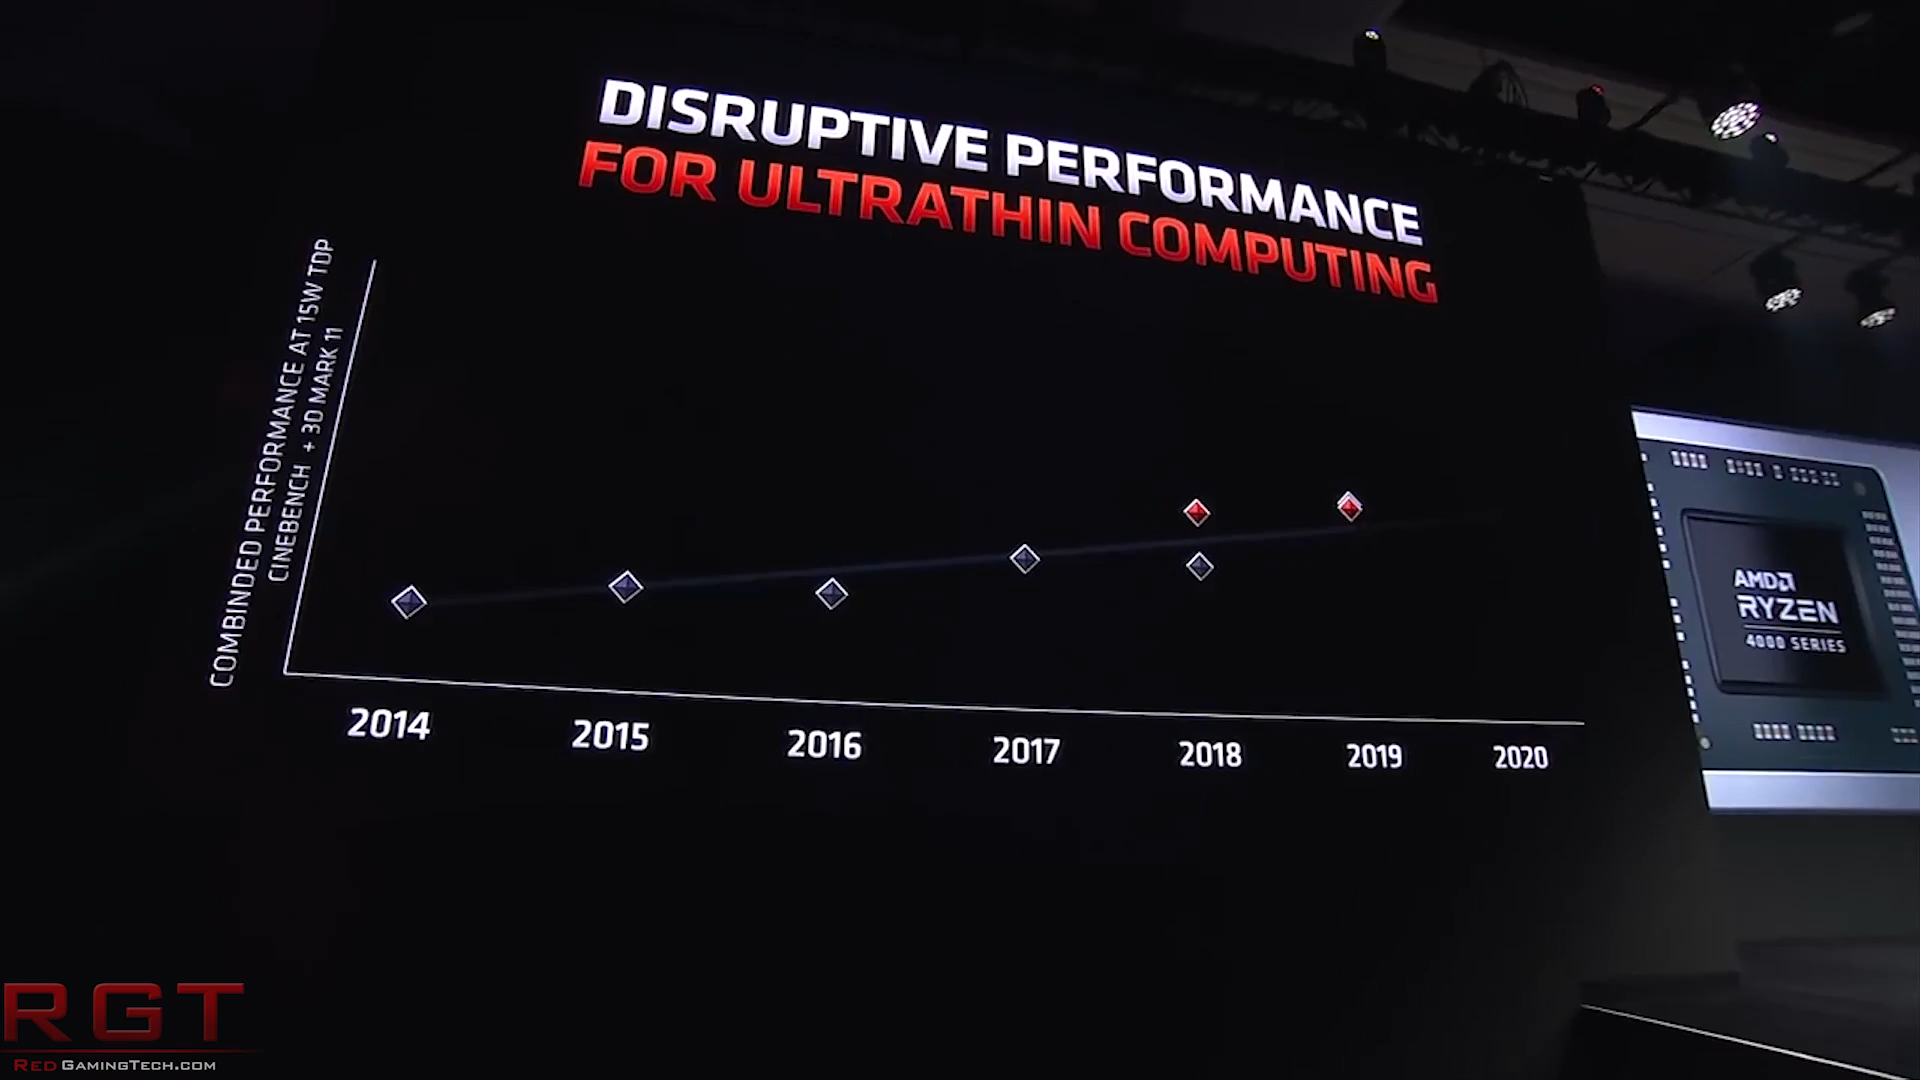 DISRUPTIVE PERFORMANCE
FOR ULTRATHIN COMPUTING
COMBINDED PERFORMANCE AT 15W TDP
CINEBENCH + 3D MARK 11
2014
2015
2016
2017
2018
2019
2020
AMD
RYZEN
4000 SERIES
RGT
REDGAMINGTECH.COM